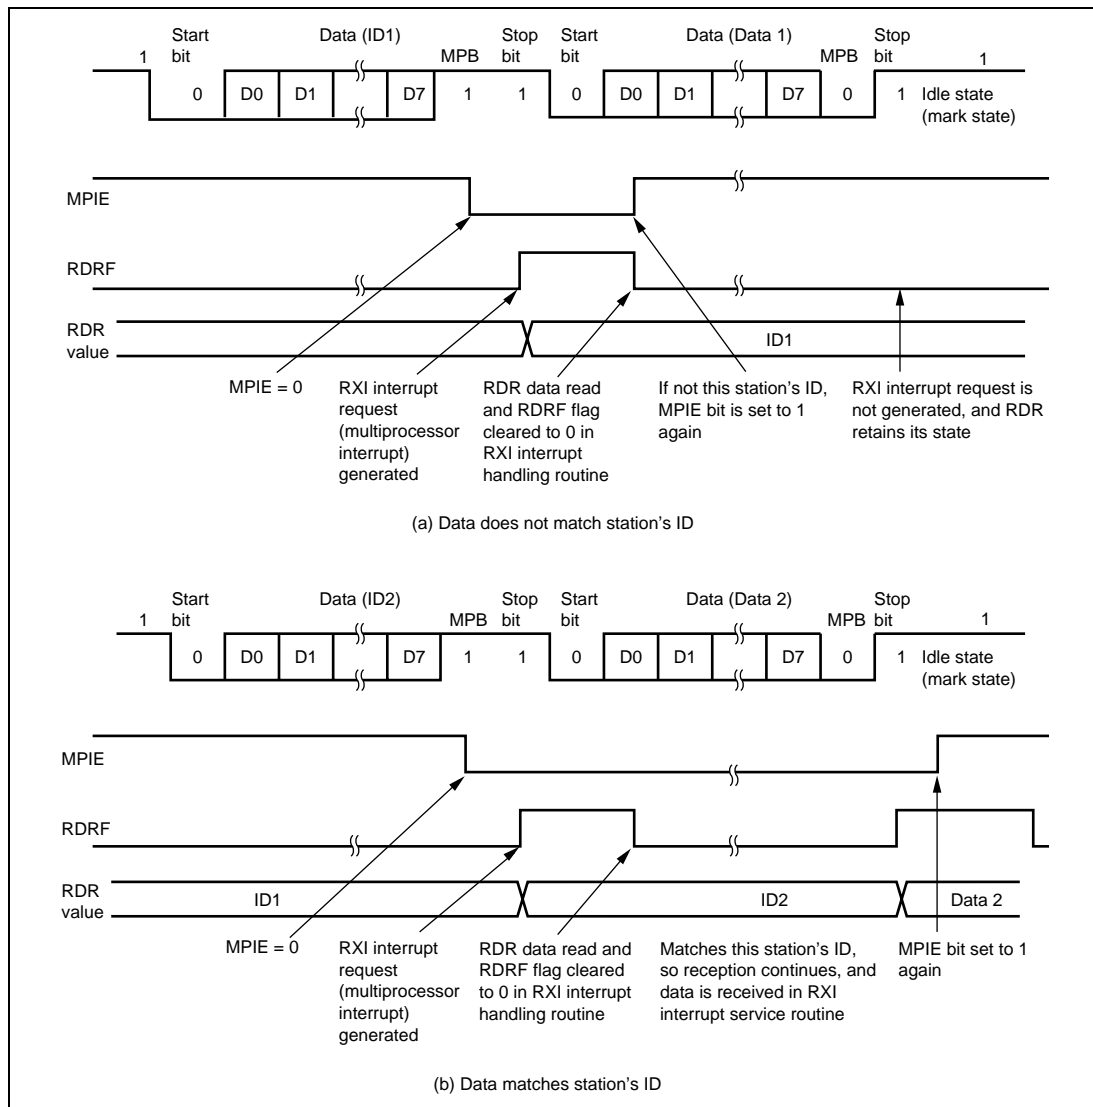 Start bit
Data (ID1)
MPB
Stop bit
Start bit
Data (Data 1)
MPB
Stop bit
1
1
0 D0 D1 D7 1 1 0 D0 D1 D7 0 1 Idle state (mark state)
MPIE
RDRF
RDR value
ID1
MPIE = 0
RXI interrupt
request
(multiprocessor
interrupt)
generated
RDR data read
and RDRF flag
cleared to 0 in
RXI interrupt
handling routine
If not this station's ID,
MPIE bit is set to 1
again
RXI interrupt request is
not generated, and RDR
retains its state
(a) Data does not match station's ID
Start bit
Data (ID2)
MPB
Stop bit
Start bit
Data (Data 2)
MPB
Stop bit
1
1
0 D0 D1 D7 1 1 0 D0 D1 D7 0 1 Idle state (mark state)
MPIE
RDRF
RDR value
ID1
ID2
Data 2
MPIE = 0
RXI interrupt
request
(multiprocessor
interrupt)
generated
RDR data read and
RDRF flag cleared
to 0 in RXI interrupt
handling routine
Matches this station's ID,
so reception continues, and
data is received in RXI
interrupt service routine
MPIE bit set to 1
again
(b) Data matches station's ID